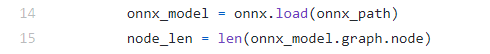 14 onnx_model = onnx.load(onnx_path)
15 node_len = len(onnx_model.graph.node)